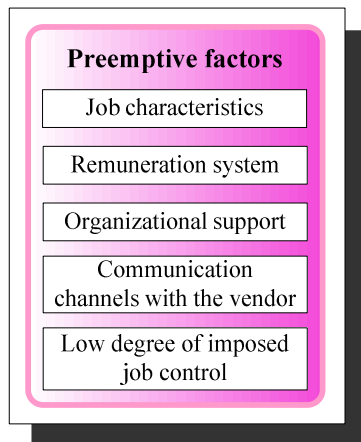 Preemptive factors
Job characteristics
Remuneration system
Organizational support
Communication
channels with the vendor
Low degree of imposed
job control